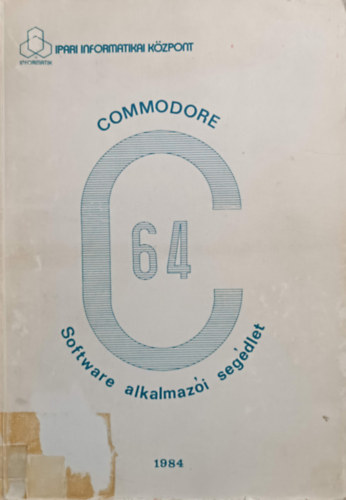 IPARI INFORMATIKAI KÖZPONT
COMMODORE
C
64
Software alkalmazói segédlet
1984